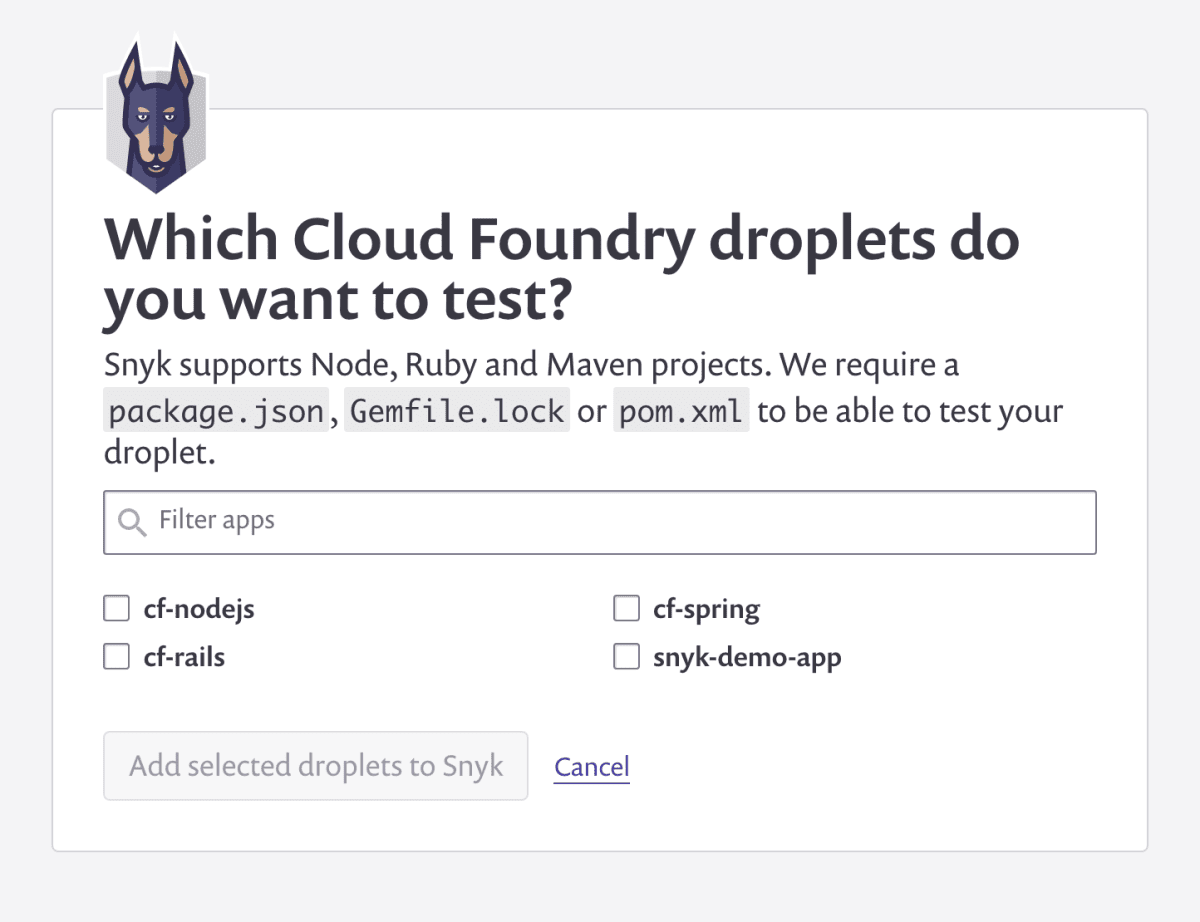 Which Cloud Foundry droplets do
you want to test?
Snyk supports Node, Ruby and Maven projects. We require a
package.json, Gemfile.lock or pom.xml to be able to test your
droplet.
Filter apps
cf-nodejs
cf-spring
cf-rails
snyk-demo-app
Add selected droplets to Snyk
Cancel